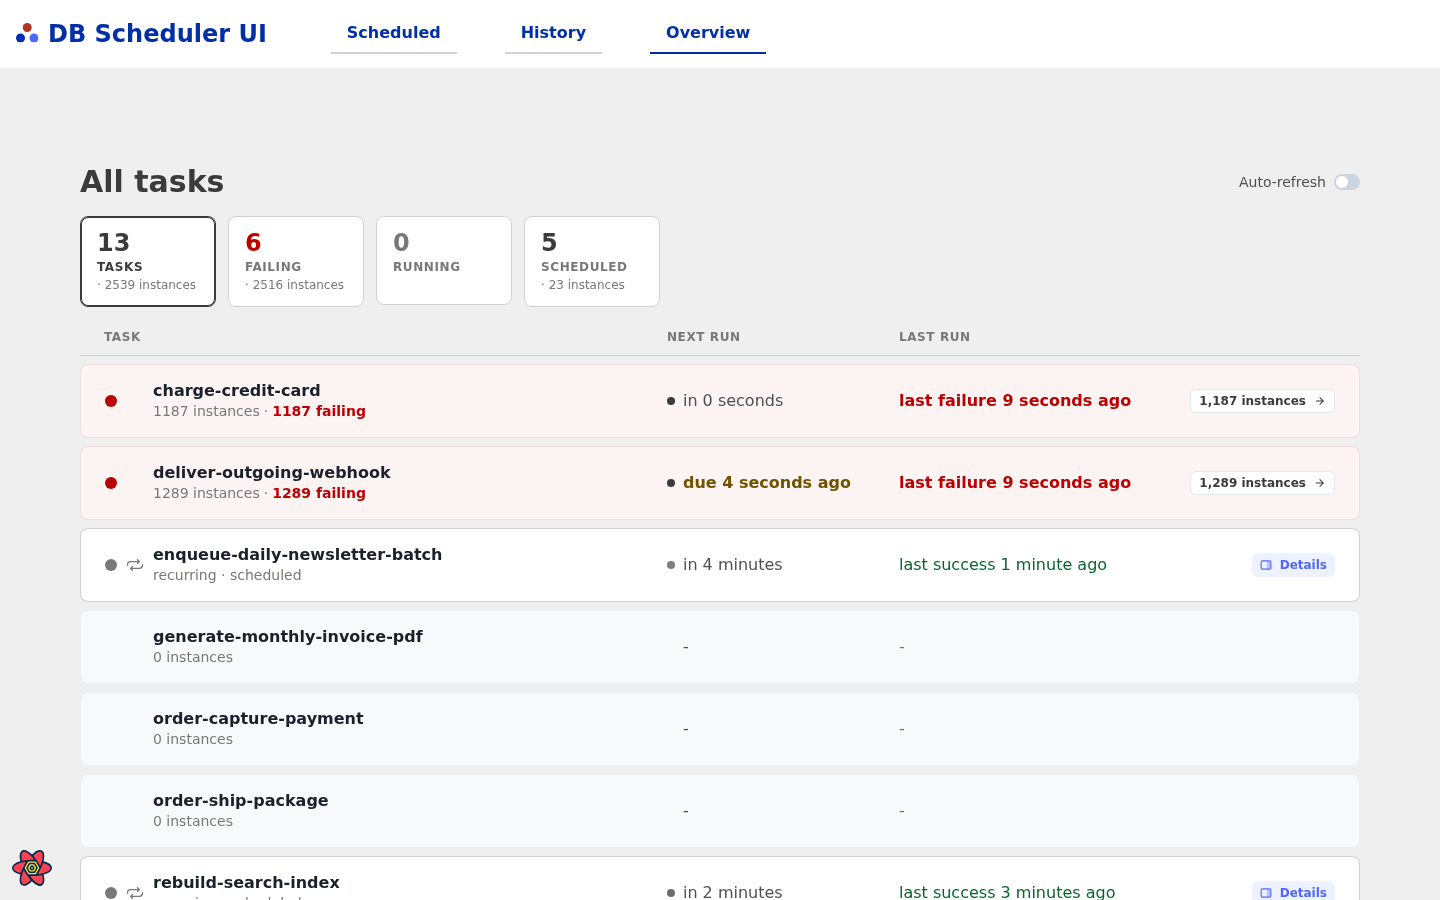 DB Scheduler UI
Scheduled
History
Overview
All tasks
Auto-refresh
13
TASKS
· 2539 instances
6
FAILING
· 2516 instances
0
RUNNING
5
SCHEDULED
· 23 instances
TASK NEXT RUN LAST RUN
charge-credit-card
1187 instances · 1187 failing
in 0 seconds
last failure 9 seconds ago
1,187 instances →
deliver-outgoing-webhook
1289 instances · 1289 failing
due 4 seconds ago
last failure 9 seconds ago
1,289 instances →
enqueue-daily-newsletter-batch
recurring · scheduled
in 4 minutes
last success 1 minute ago
Details
generate-monthly-invoice-pdf
0 instances
-
-
order-capture-payment
0 instances
-
-
order-ship-package
0 instances
-
-
rebuild-search-index
in 2 minutes
last success 3 minutes ago
Details